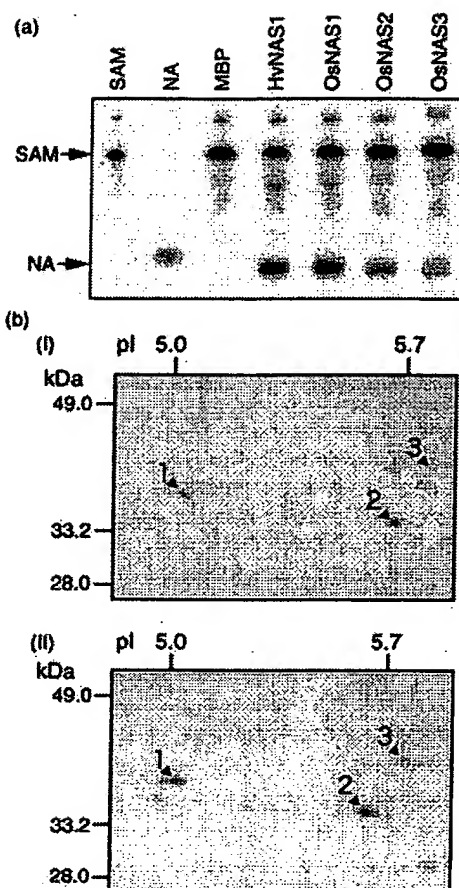 (a)
SAM NA MBP HvNAS1 OsNAS1 OsNAS2 OsNAS3
SAM
NA
(b)
(I) pI 5.0 5.7
kDa
49.0
3
1
2
33.2
28.0
(II) pI 5.0 5.7
kDa
49.0
3
1
2
33.2
28.0